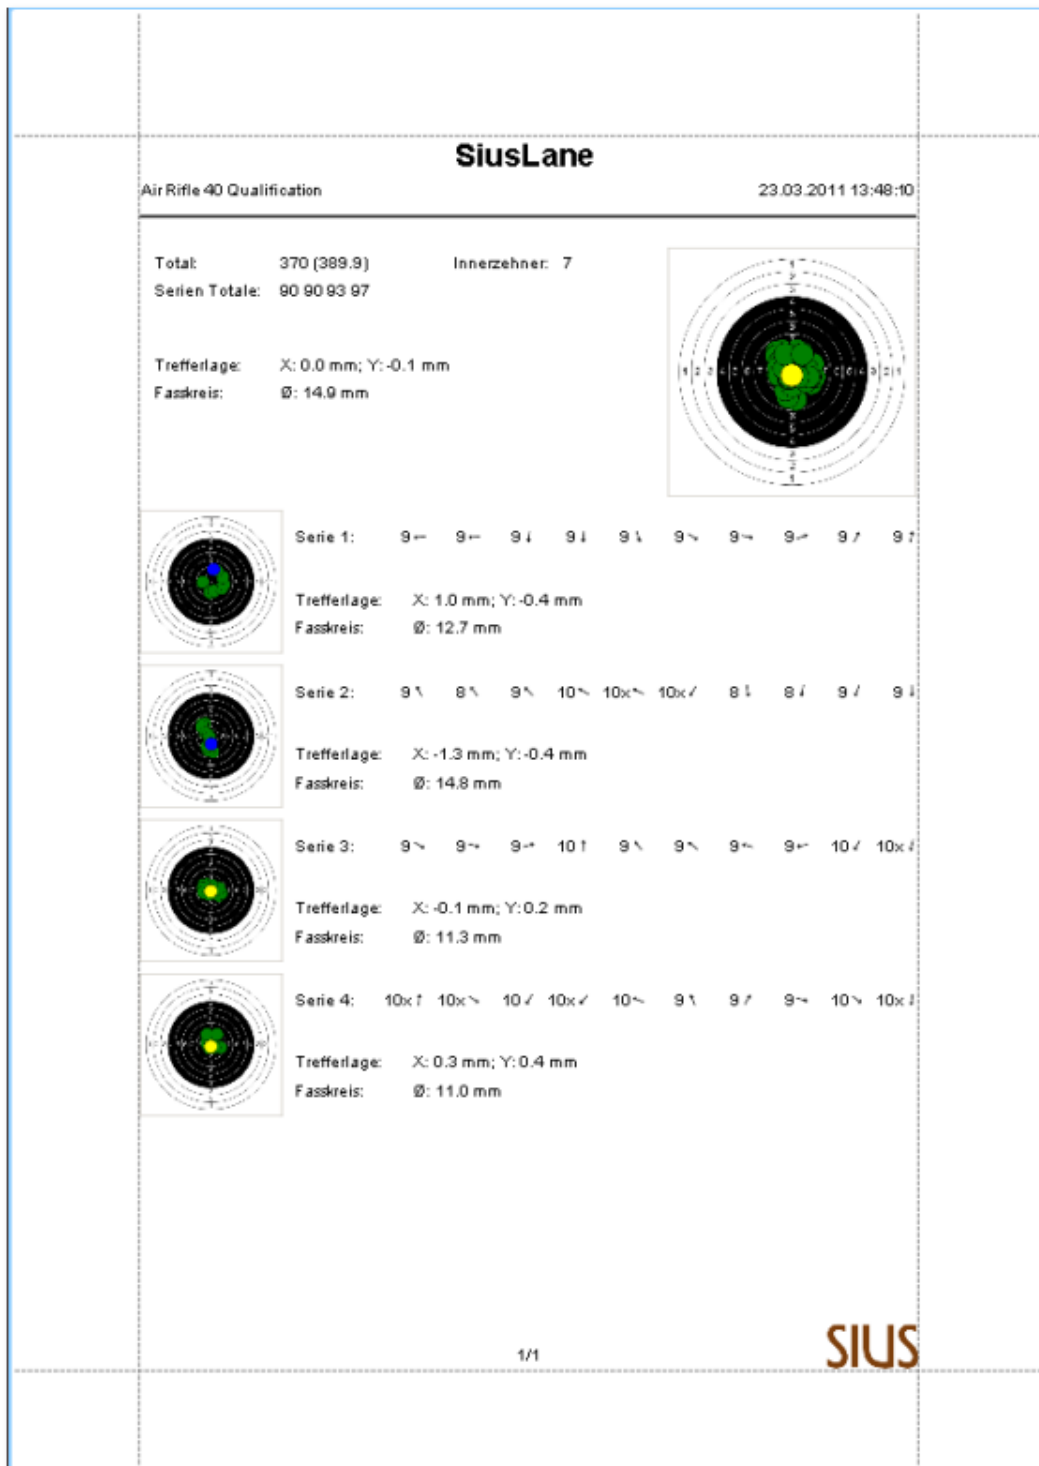 SiusLane
Air Rifle 40 Qualification 23.03.2011 13:48:10
Total: 370 (389.9) Innerzehner: 7
Serien Totale: 90 90 93 97
Trefferlage: X: 0.0 mm; Y: -0.1 mm
Fasskreis: Ø: 14.9 mm
Serie 1: 9 9 9 9 9 9 9 9 9 9
Trefferlage: X: 1.0 mm; Y: -0.4 mm
Fasskreis: Ø: 12.7 mm
Serie 2: 9 8 9 10 10x 10x 8 8 9 9
Trefferlage: X: -1.3 mm; Y: -0.4 mm
Fasskreis: Ø: 14.8 mm
Serie 3: 9 9 9 10 9 9 9 9 10 10x
Trefferlage: X: -0.1 mm; Y: 0.2 mm
Fasskreis: Ø: 11.3 mm
Serie 4: 10x 10x 10 10x 10 9 9 9 10 10x
Trefferlage: X: 0.3 mm; Y: 0.4 mm
Fasskreis: Ø: 11.0 mm
1/1
SIUS